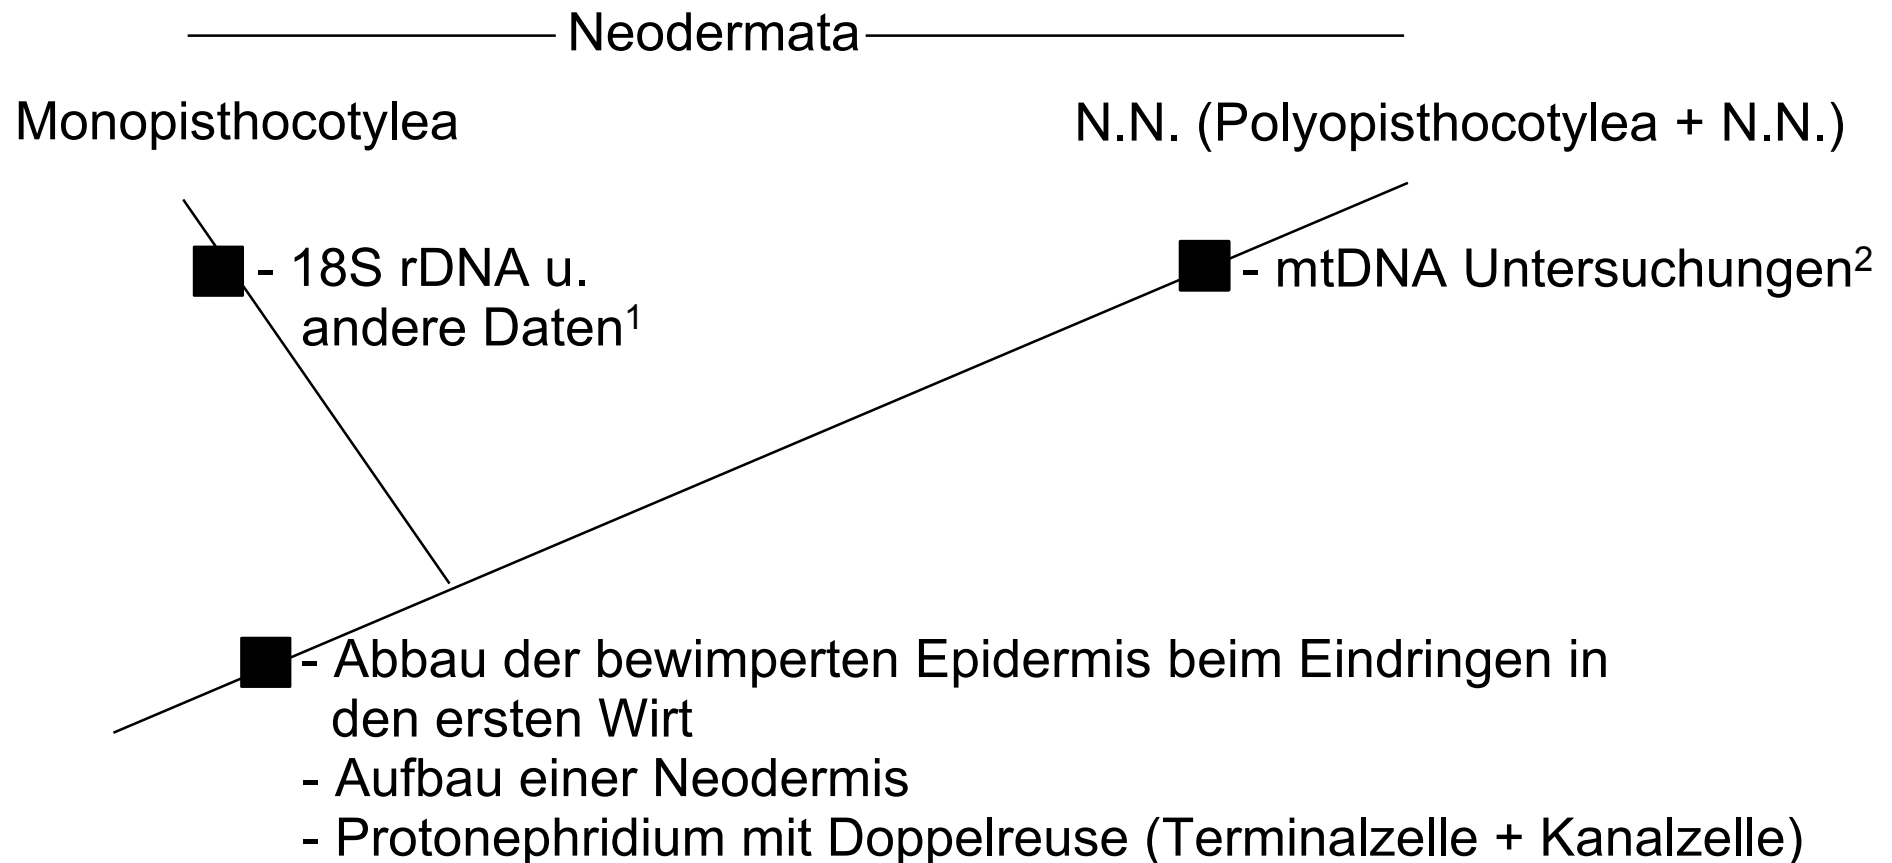 Neodermata
Monopisthocotylea
N.N. (Polyopisthocotylea + N.N.)
- 18S rDNA u.
andere Daten¹
- mtDNA Untersuchungen²
- Abbau der bewimperten Epidermis beim Eindringen in
den ersten Wirt
- Aufbau einer Neodermis
- Protonephridium mit Doppelreuse (Terminalzelle + Kanalzelle)